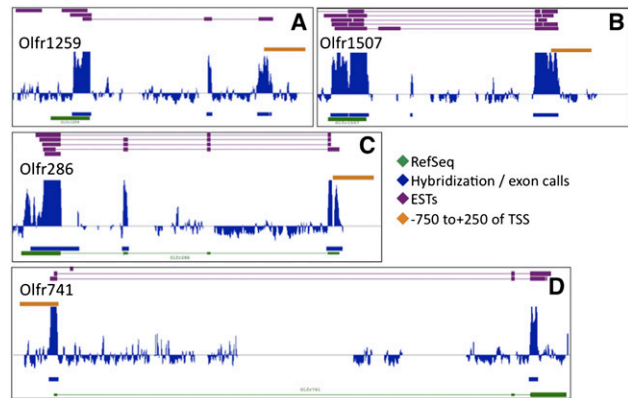 A
Olfr1259
B
Olfr1507
C
Olfr286
RefSeq
Hybridization / exon calls
ESTs
-750 to+250 of TSS
D
Olfr741